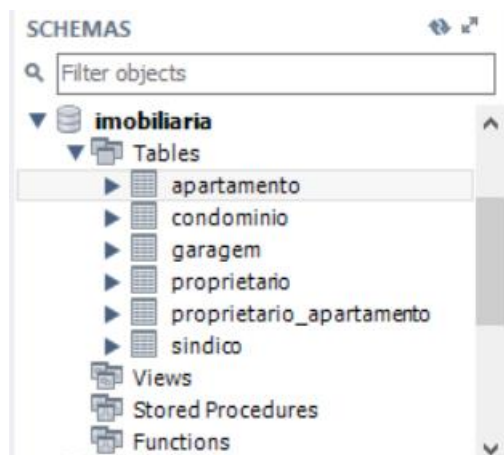 SCHEMAS
Filter objects
imobiliaria
Tables
apartamento
condominio
garagem
proprietario
proprietario_apartamento
sindico
Views
Stored Procedures
Functions